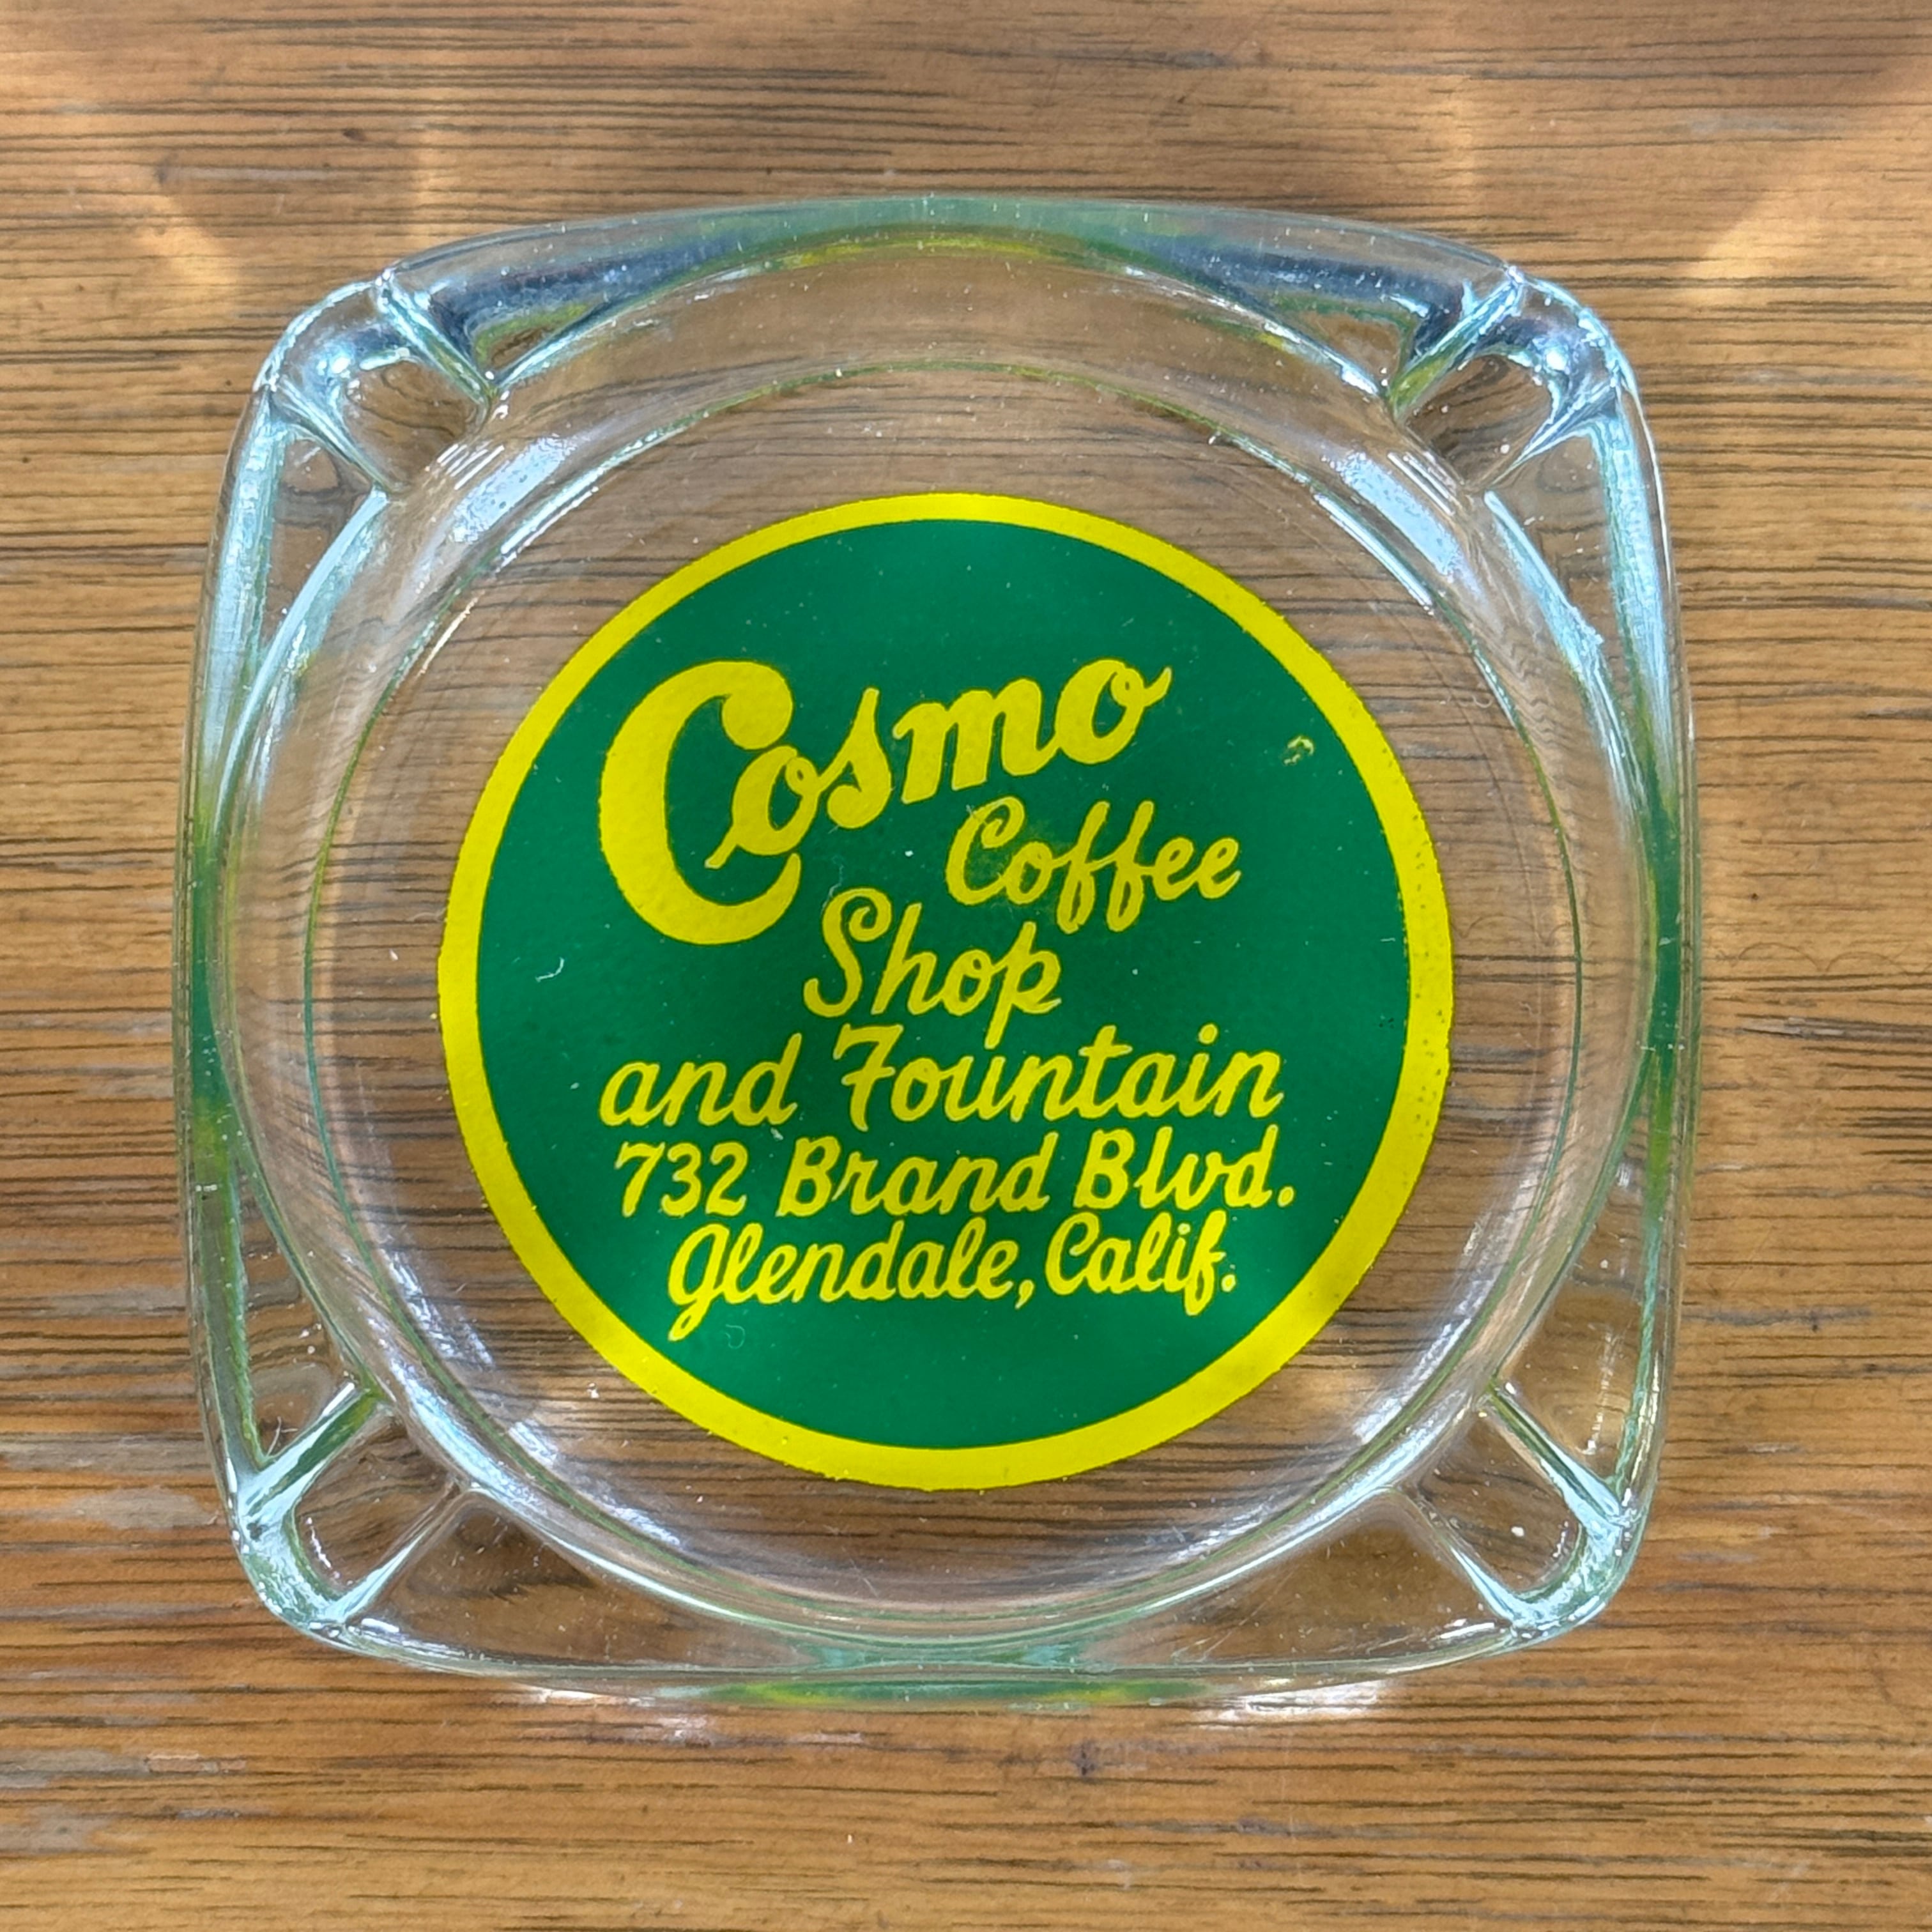 Cosmo
Coffee
Shop
and Fountain
732 Brand Blvd.
Glendale, Calif.